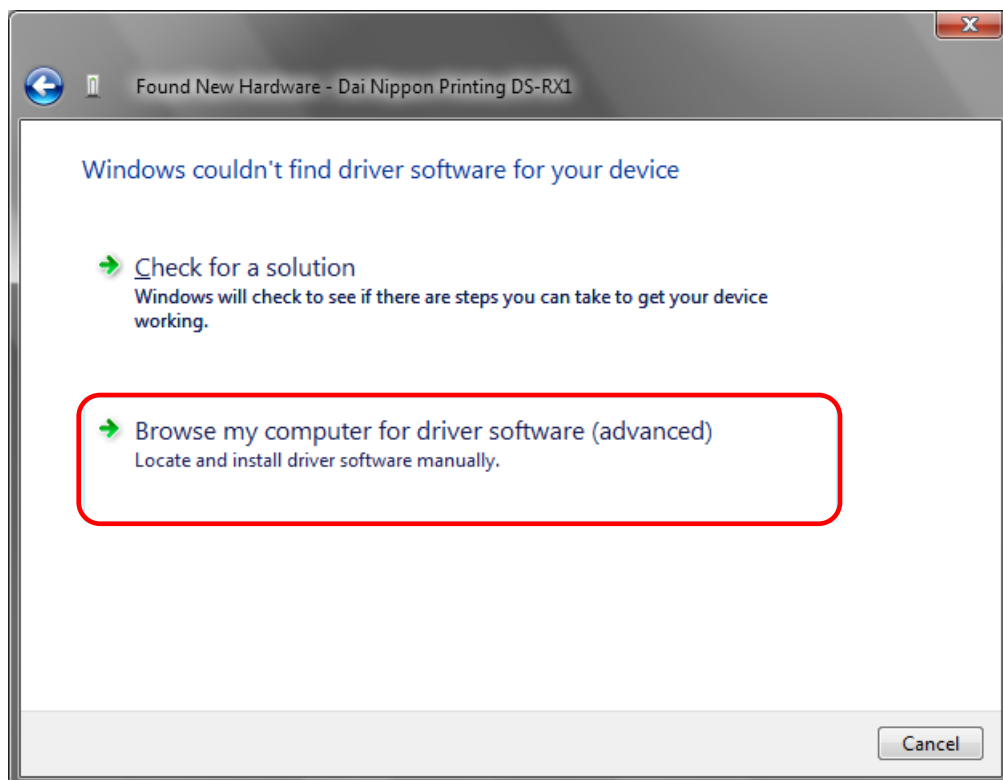 Found New Hardware - Dai Nippon Printing DS-RX1
Windows couldn't find driver software for your device
Check for a solution
Windows will check to see if there are steps you can take to get your device
working.
Browse my computer for driver software (advanced)
Locate and install driver software manually.
Cancel